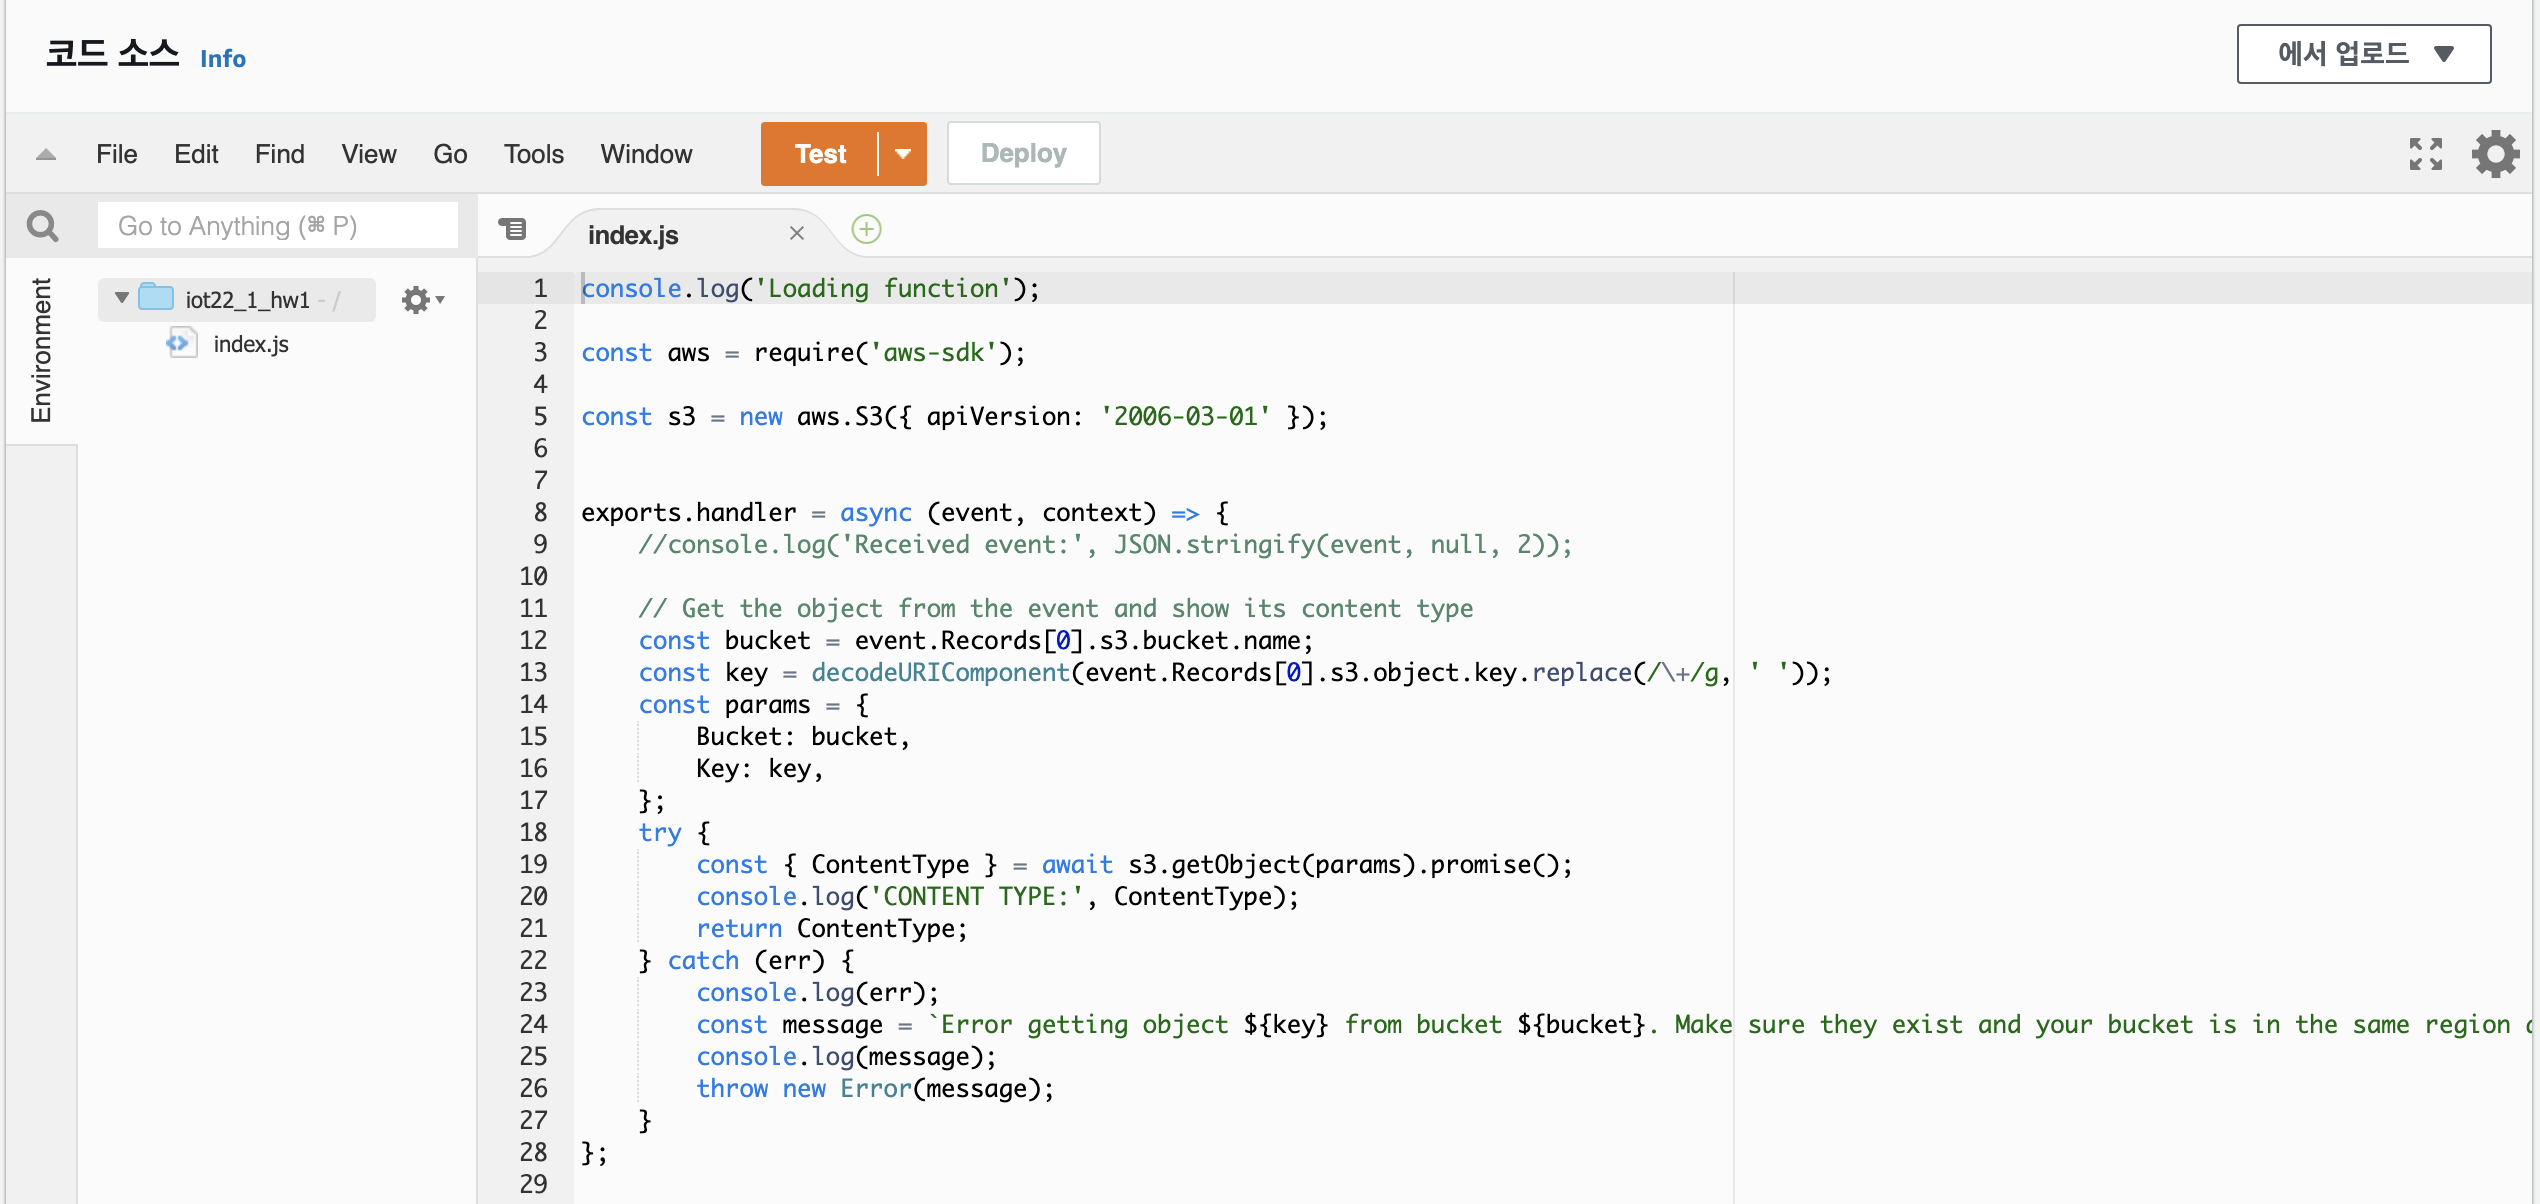 코드 소스 Info
에서 업로드
File Edit Find View Go Tools Window Test Deploy
Go to Anything (⌘ P)
index.js
Environment
iot22_1_hw1 - /
index.js
1 console.log('Loading function');
2
3 const aws = require('aws-sdk');
4
5 const s3 = new aws.S3({ apiVersion: '2006-03-01' });
6
7
8 exports.handler = async (event, context) => {
9     //console.log('Received event:', JSON.stringify(event, null, 2));
10
11     // Get the object from the event and show its content type
12     const bucket = event.Records[0].s3.bucket.name;
13     const key = decodeURIComponent(event.Records[0].s3.object.key.replace(/\+/g, ' '));
14     const params = {
15         Bucket: bucket,
16         Key: key,
17     };
18     try {
19         const { ContentType } = await s3.getObject(params).promise();
20         console.log('CONTENT TYPE:', ContentType);
21         return ContentType;
22     } catch (err) {
23         console.log(err);
24         const message = `Error getting object ${key} from bucket ${bucket}. Make sure they exist and your bucket is in the same region
25         console.log(message);
26         throw new Error(message);
27     }
28 };
29